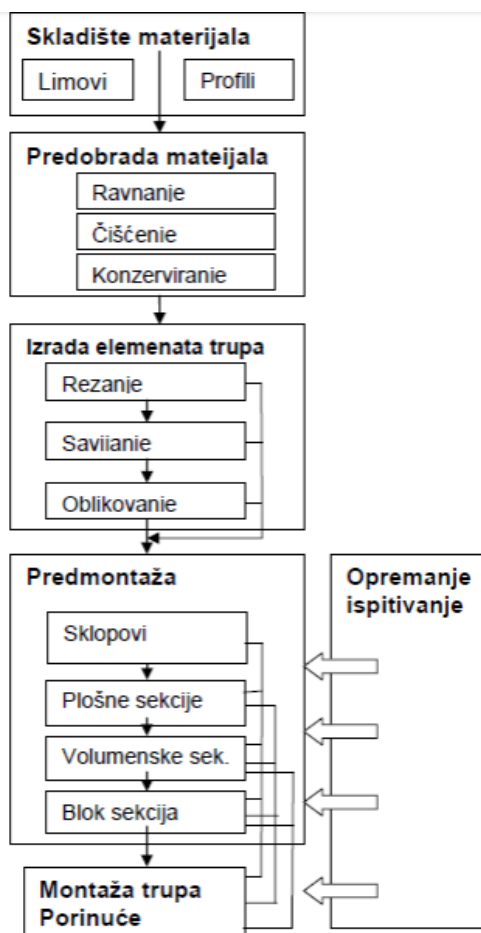 Skladište materijala
Limovi
Profili
Predobrada mateijala
Ravnanje
Čišćenje
Konzerviranje
Izrada elemenata trupa
Rezanje
Savijanje
Oblikovanje
Predmontaža
Opremanje
ispitivanje
Sklopovi
Plošne sekcije
Volumenske sek.
Blok sekcija
Montaža trupa
Porinuće